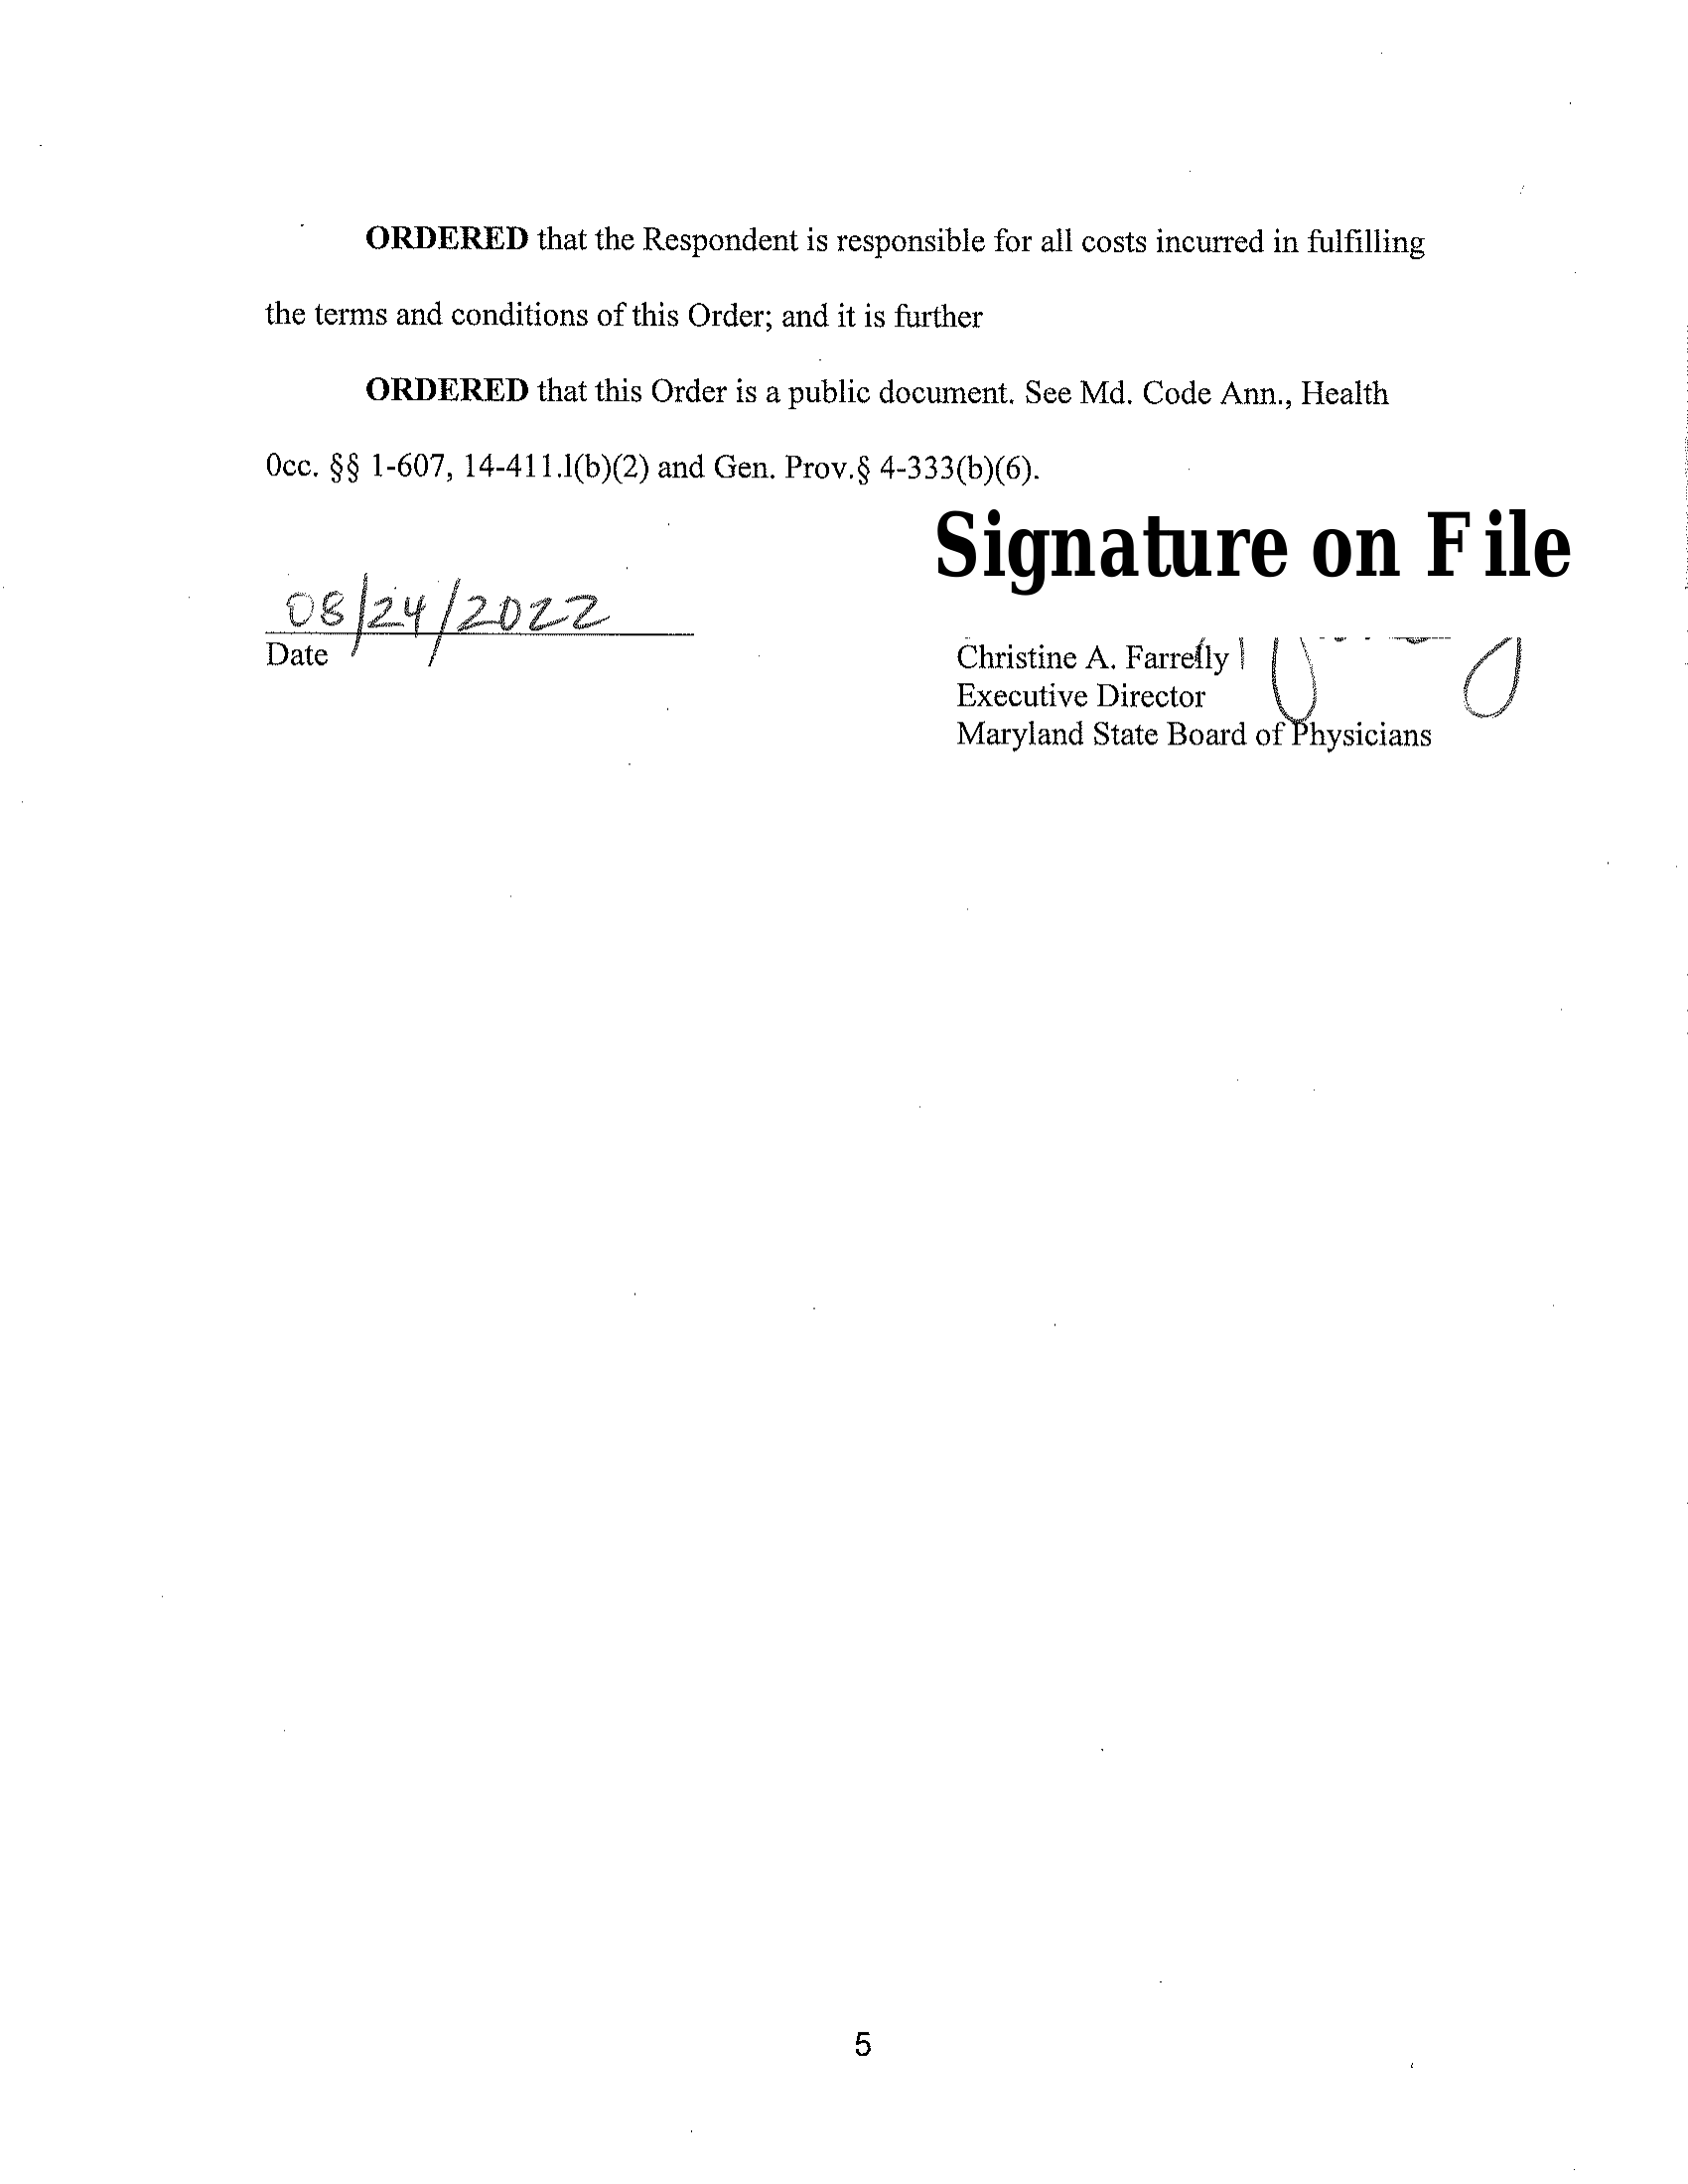 ORDERED that the Respondent is responsible for all costs incurred in fulfilling
the terms and conditions of this Order; and it is further
ORDERED that this Order is a public document. See Md. Code Ann., Health
Occ. §§ 1-607, 14-411.1(b)(2) and Gen. Prov.§ 4-333(b)(6).
Signature on File
08/24/2022
Date
Christine A. Farrelly
Executive Director
Maryland State Board of Physicians
5